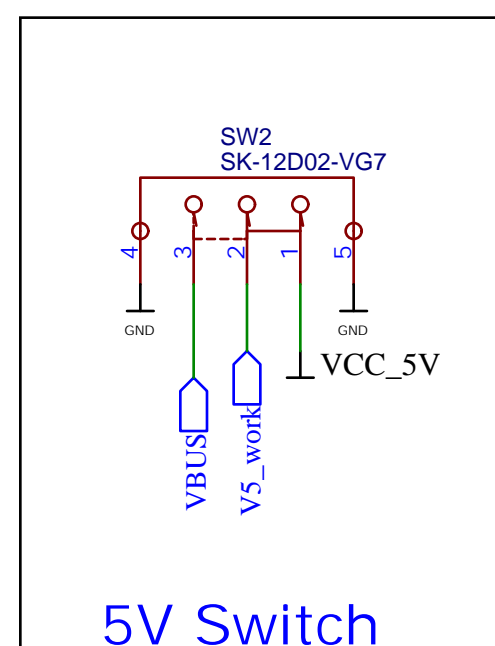 SW2
SK-12D02-VG7
4
3
2
1
5
GND
GND
VCC_5V
VBUS
V5_work
5V Switch